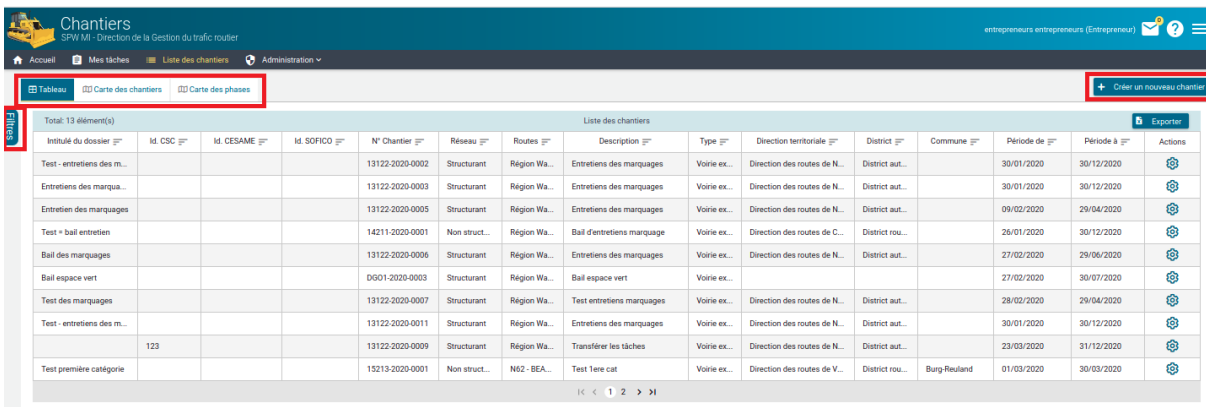 Chantiers
SPW MI - Direction de la Gestion du trafic routier
entrepreneurs entrepreneurs (Entrepreneur)
Accueil Mes tâches Liste des chantiers Administration
Tableau Carte des chantiers Carte des phases
+ Créer un nouveau chantier
Filtres
Total: 13 élément(s) Liste des chantiers Exporter
Intitulé du dossier Id. CSC Id. CESAME Id. SOFICO N° Chantier Réseau Routes Description Type Direction territoriale District Commune Période de Période à Actions
Test - entretiens des m... 13122-2020-0002 Structurant Région Wa... Entretiens des marquages Voirie ex... Direction des routes de N... District aut... 30/01/2020 30/12/2020
Entretiens des marqua... 13122-2020-0003 Structurant Région Wa... Entretiens des marquages Voirie ex... Direction des routes de N... District aut... 30/01/2020 30/12/2020
Entretien des marquages 13122-2020-0005 Structurant Région Wa... Entretiens des marquages Voirie ex... Direction des routes de N... District aut... 09/02/2020 29/04/2020
Test = bail entretien 14211-2020-0001 Non struct... Région Wa... Bail d'entretiens marquage Voirie ex... Direction des routes de C... District rou... 26/01/2020 30/12/2020
Bail des marquages 13122-2020-0006 Structurant Région Wa... Entretiens des marquages Voirie ex... Direction des routes de N... District aut... 27/02/2020 29/06/2020
Bail espace vert DGO1-2020-0003 Structurant Région Wa... Bail espace vert Voirie ex... 27/02/2020 30/07/2020
Test des marquages 13122-2020-0007 Structurant Région Wa... Test entretiens marquages Voirie ex... Direction des routes de N... District aut... 28/02/2020 29/04/2020
Test - entretiens des m... 13122-2020-0011 Structurant Région Wa... Entretiens des marquages Voirie ex... Direction des routes de N... District aut... 30/01/2020 30/12/2020
123 13122-2020-0009 Structurant Région Wa... Transférer les tâches Voirie ex... Direction des routes de N... District aut... 23/03/2020 31/12/2020
Test première catégorie 15213-2020-0001 Non struct... N62 - BEA... Test 1ere cat Voirie ex... Direction des routes de V... District rou... Burg-Reuland 01/03/2020 30/03/2020
1 2